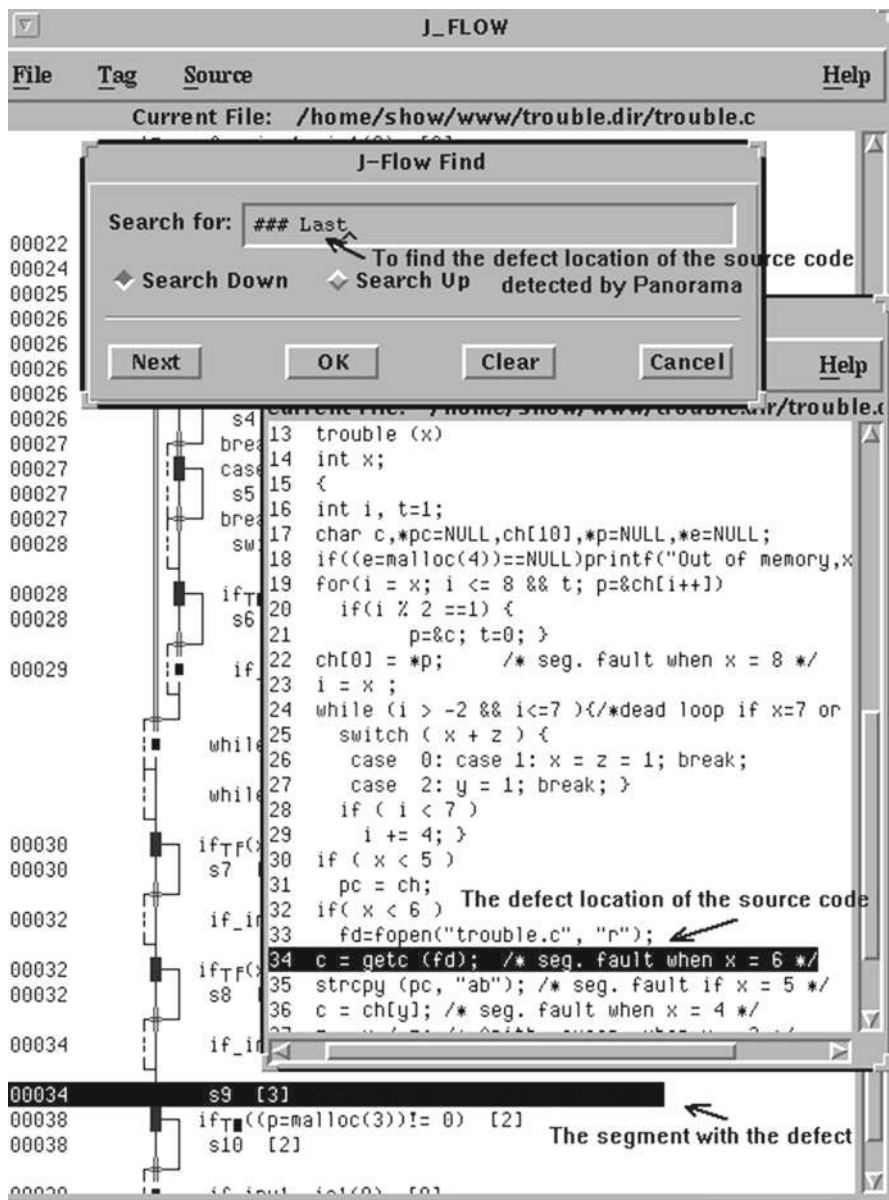 J_FLOW
File Tag Source Help
Current File: /home/show/www/trouble.dir/trouble.c
J-Flow Find
Search for: ### Last
To find the defect location of the source code
detected by Panorama
Search Down Search Up
Next OK Clear Cancel
Help
00022
00024
00025
00026
00026
00026
00026
00026 s4
00027
00027
00027 s5
00027
00028
00028
00028 s6
00029
while
while
00030
00030 s7
00032
00032
00032 s8
00034
Current File: /home/show/www/trouble.dir/trouble.c
13 trouble (x)
14 int x;
15 {
16 int i, t=1;
17 char c,*pc=NULL,ch[10],*p=NULL,*e=NULL;
18 if((e=malloc(4))==NULL)printf("Out of memory,x
19 for(i = x; i <= 8 && t; p=&ch[i++])
20 if(i % 2 ==1) {
21 p=&c; t=0; }
22 ch[0] = *p; /* seg. fault when x = 8 */
23 i = x ;
24 while (i > -2 && i<=7 ){/*dead loop if x=7 or
25 switch ( x + z ) {
26 case 0: case 1: x = z = 1; break;
27 case 2: y = 1; break; }
28 if ( i < 7 )
29 i += 4; }
30 if ( x < 5 )
31 pc = ch;
32 if( x < 6 )
The defect location of the source code
33 fd=fopen("trouble.c", "r");
34 c = getc (fd); /* seg. fault when x = 6 */
35 strcpy (pc, "ab"); /* seg. fault if x = 5 */
36 c = ch[y]; /* seg. fault when x = 4 */
00034 s9 [3]
00038 if TF((p=malloc(3))!= 0) [2]
00038 s10 [2]
The segment with the defect